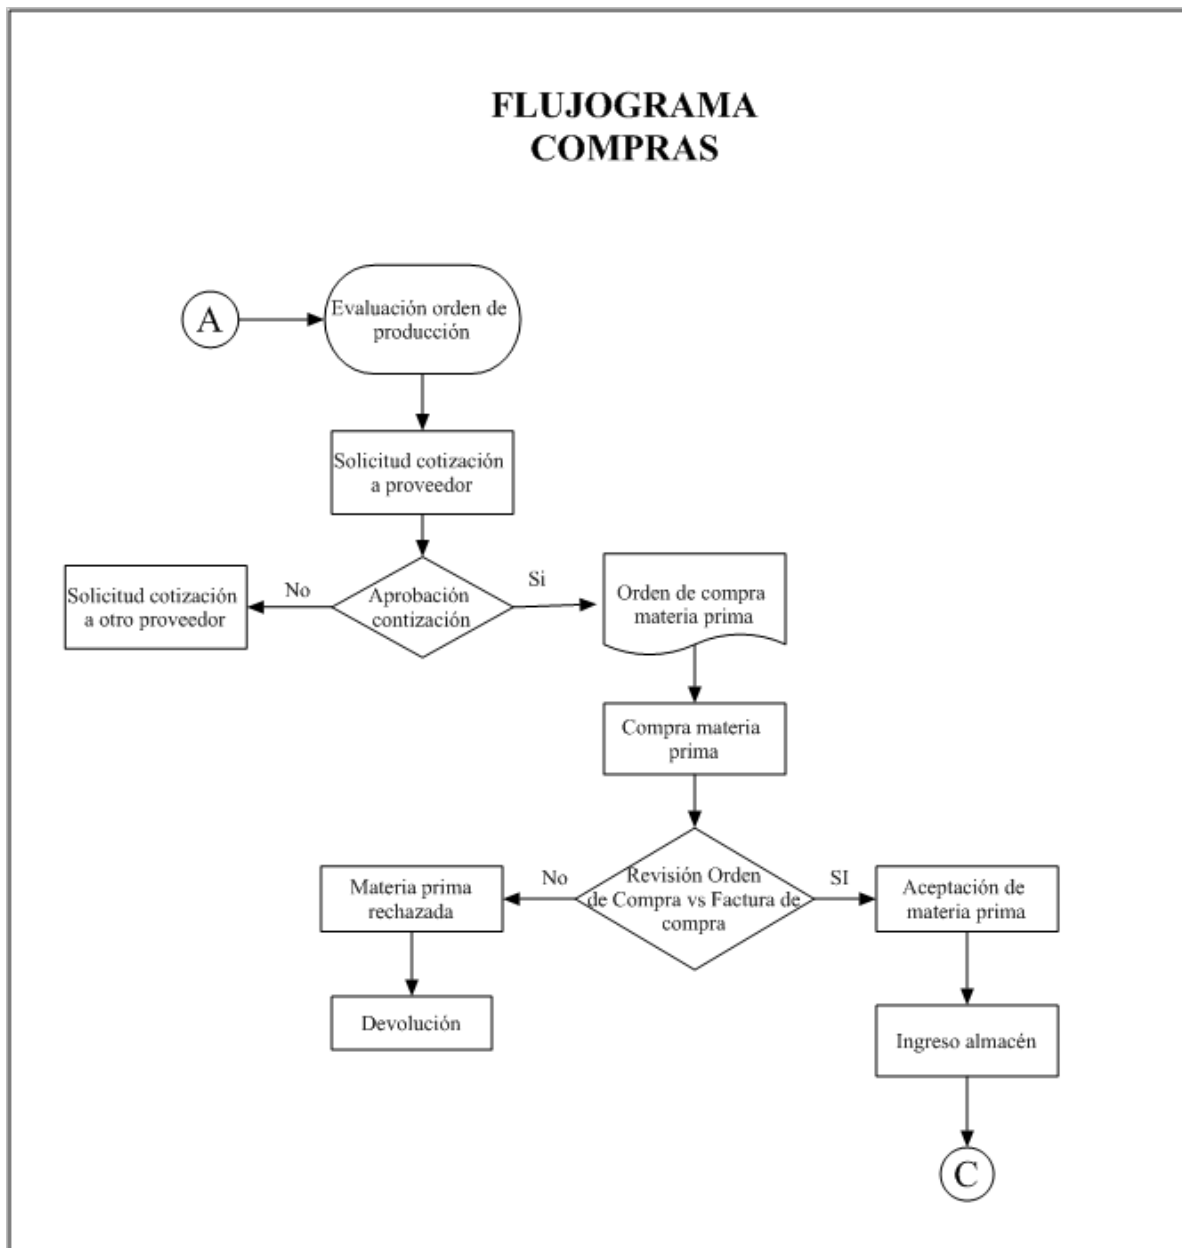 FLUJOGRAMA
COMPRAS
A
Evaluación orden de
producción
Solicitud cotización
a proveedor
Solicitud cotización
a otro proveedor
No
Aprobación
contización
Si
Orden de compra
materia prima
Compra materia
prima
Materia prima
rechazada
No
Revisión Orden
de Compra vs Factura de
compra
SI
Aceptación de
materia prima
Devolución
Ingreso almacén
C